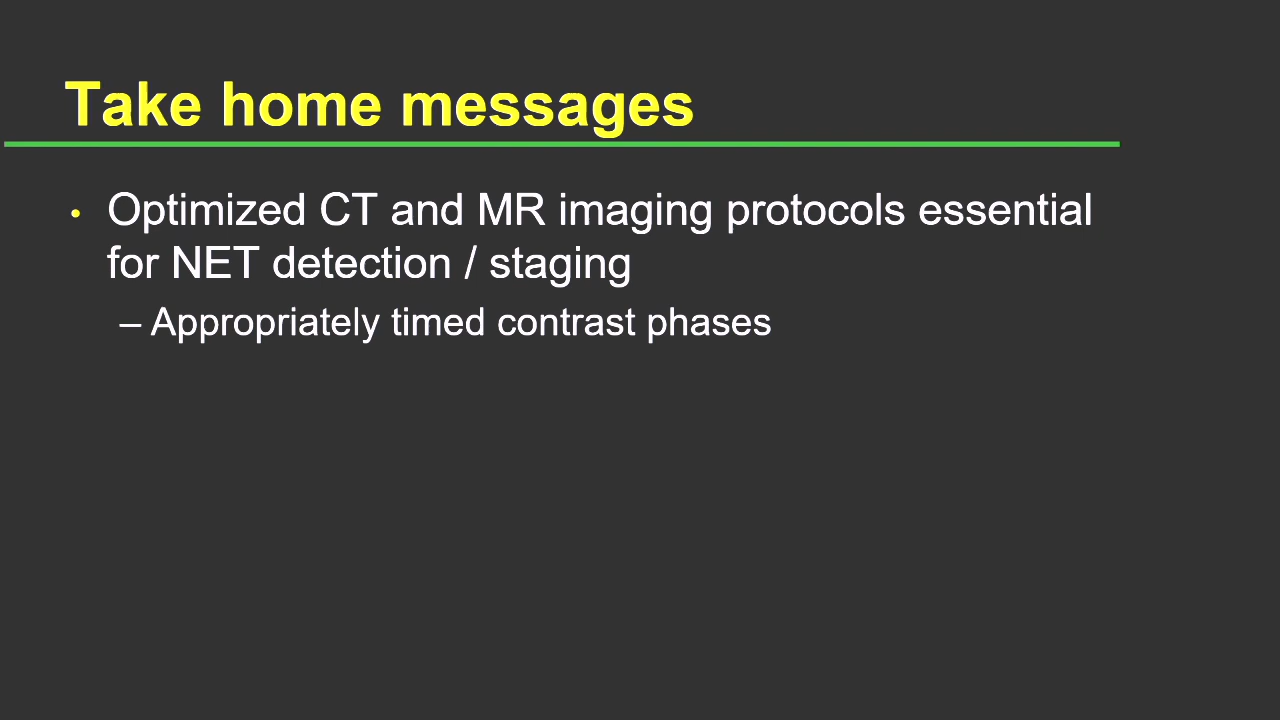 Take home messages
• Optimized CT and MR imaging protocols essential
for NET detection / staging
– Appropriately timed contrast phases